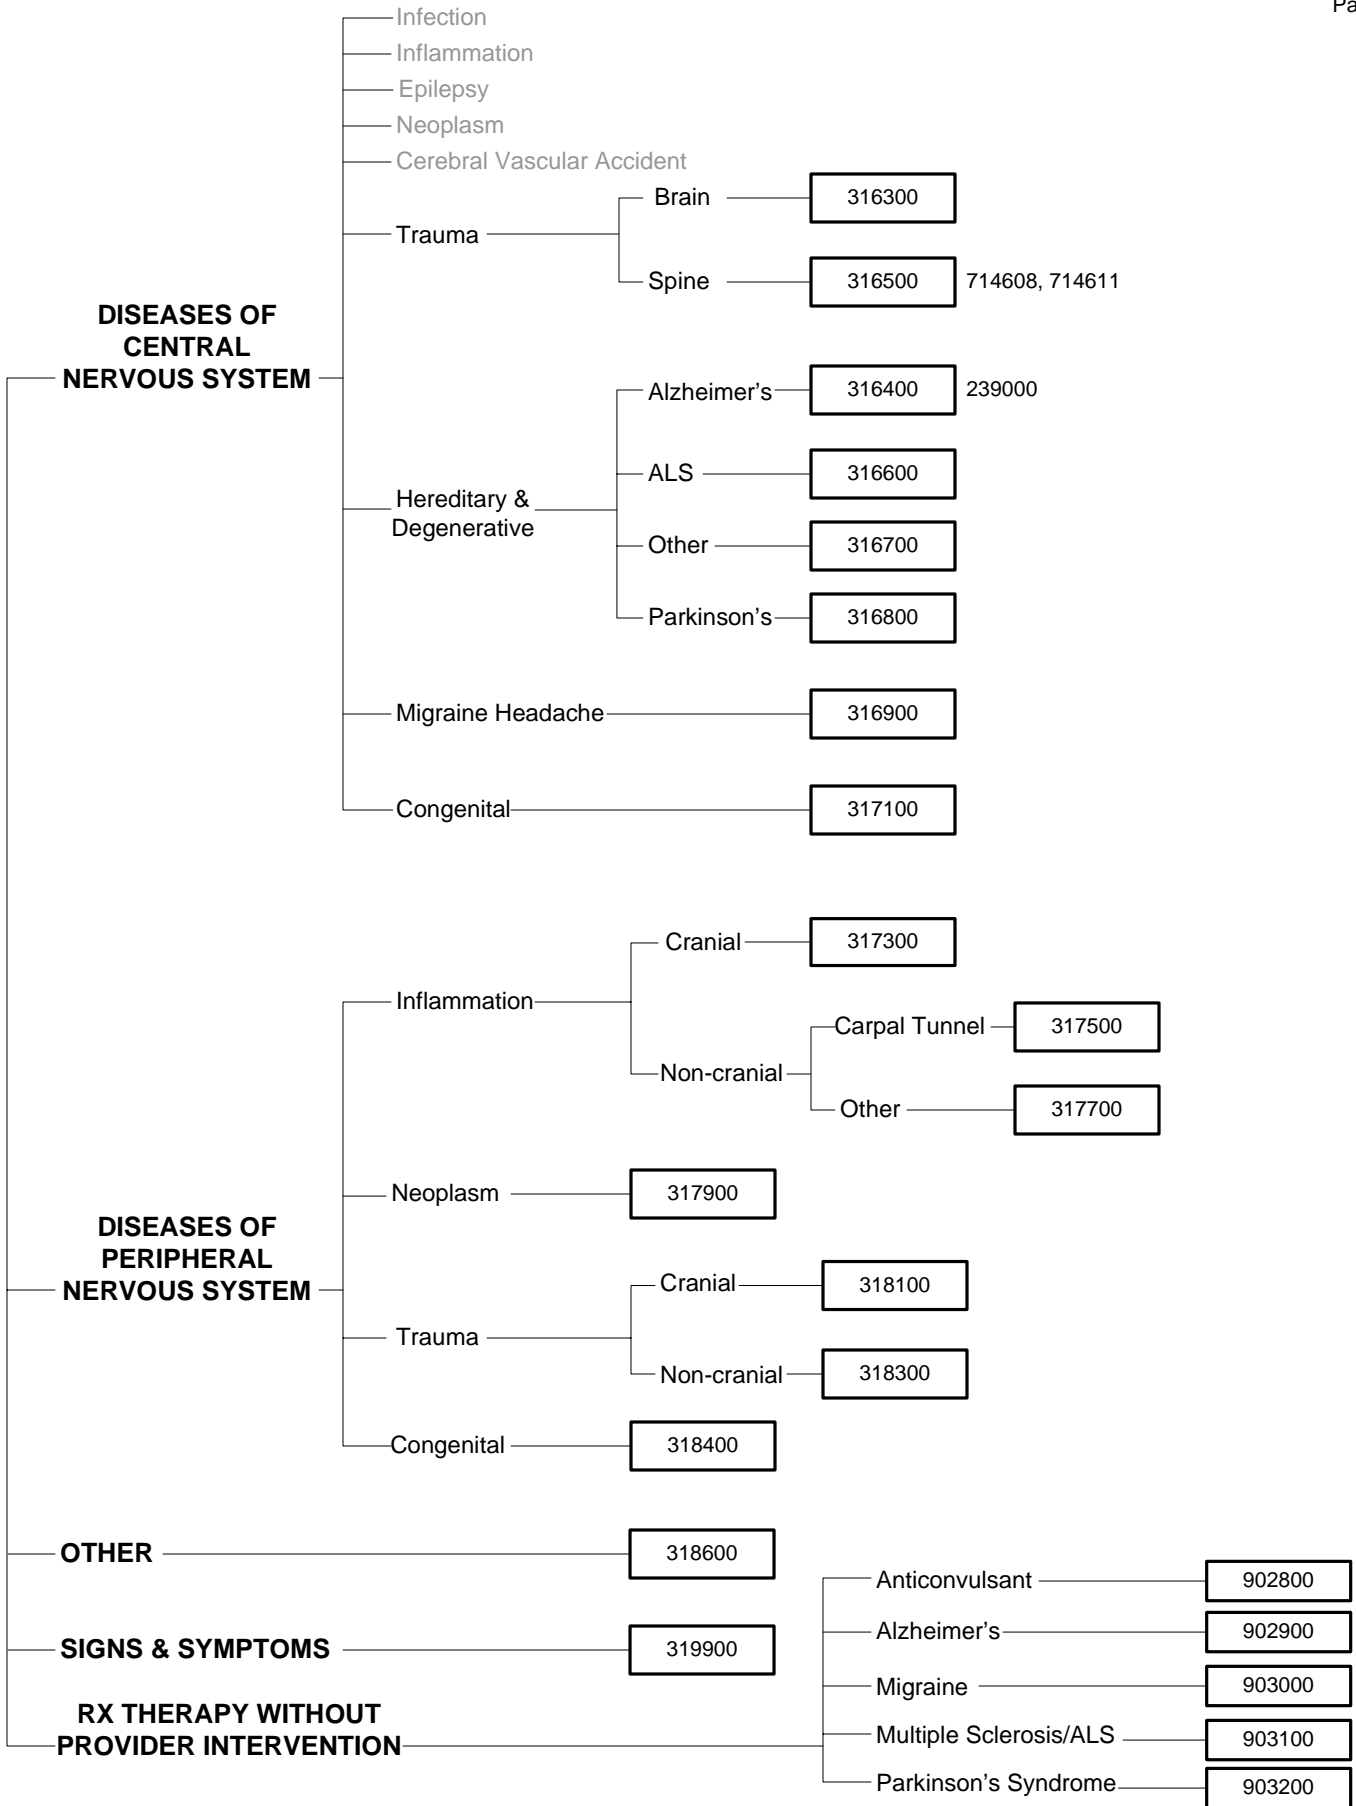 Pa
Infection
Inflammation
Epilepsy
Neoplasm
Cerebral Vascular Accident
Brain 316300
Trauma
Spine 316500 714608, 714611
DISEASES OF
CENTRAL
NERVOUS SYSTEM
Alzheimer's 316400 239000
ALS 316600
Hereditary &
Degenerative
Other 316700
Parkinson's 316800
Migraine Headache 316900
Congenital 317100
Cranial 317300
Inflammation
Carpal Tunnel 317500
Non-cranial
Other 317700
Neoplasm 317900
DISEASES OF
PERIPHERAL
NERVOUS SYSTEM
Cranial 318100
Trauma
Non-cranial 318300
Congenital 318400
OTHER 318600
Anticonvulsant 902800
Alzheimer's 902900
SIGNS & SYMPTOMS 319900
Migraine 903000
RX THERAPY WITHOUT
PROVIDER INTERVENTION
Multiple Sclerosis/ALS 903100
Parkinson's Syndrome 903200